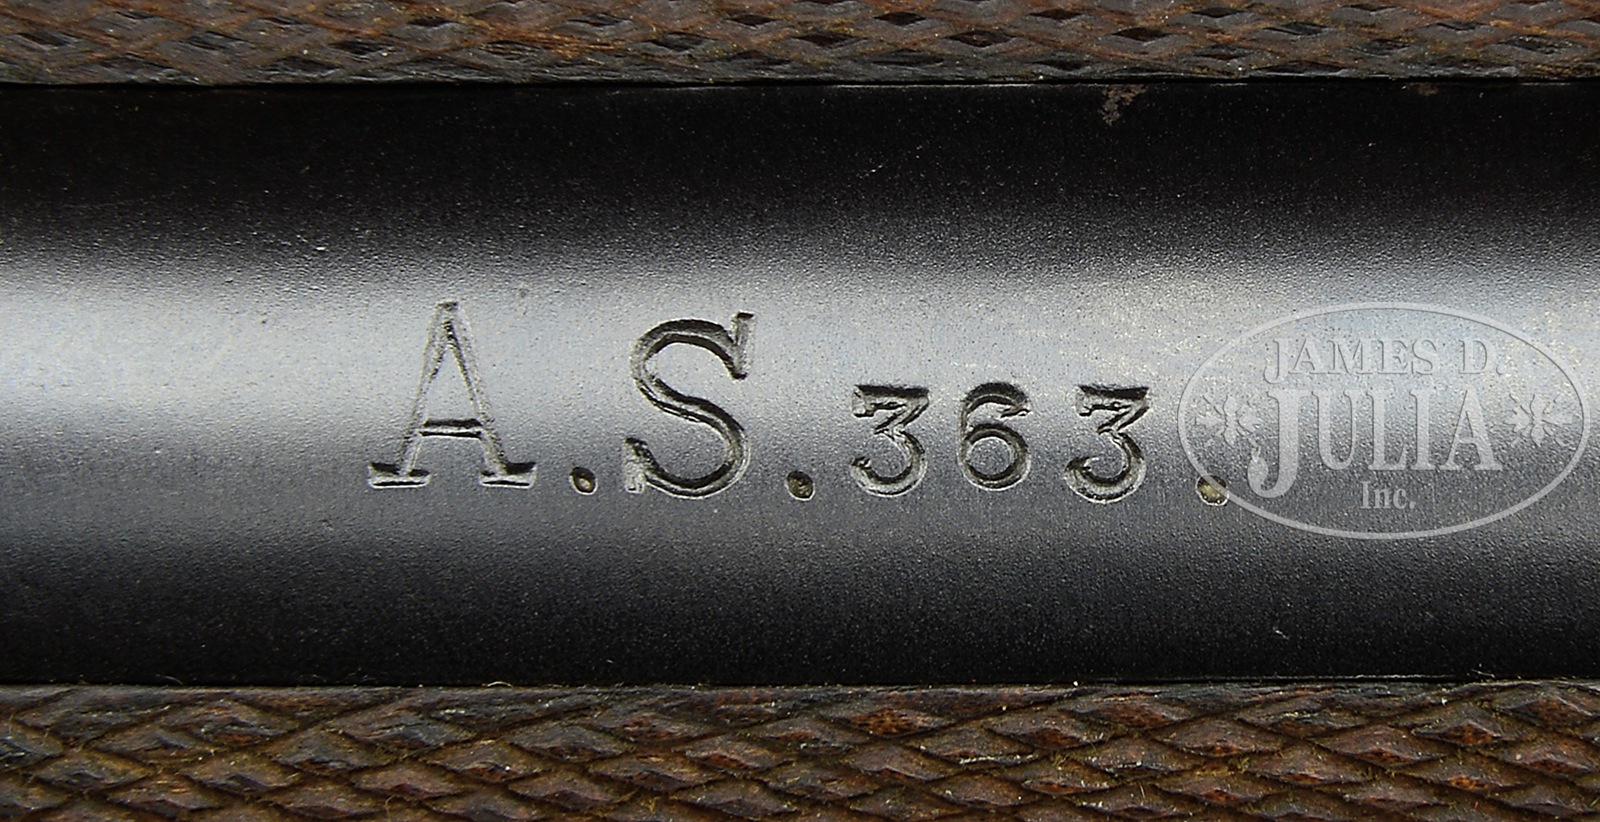 A.S.363.
JAMES D.
JULIA
Inc.